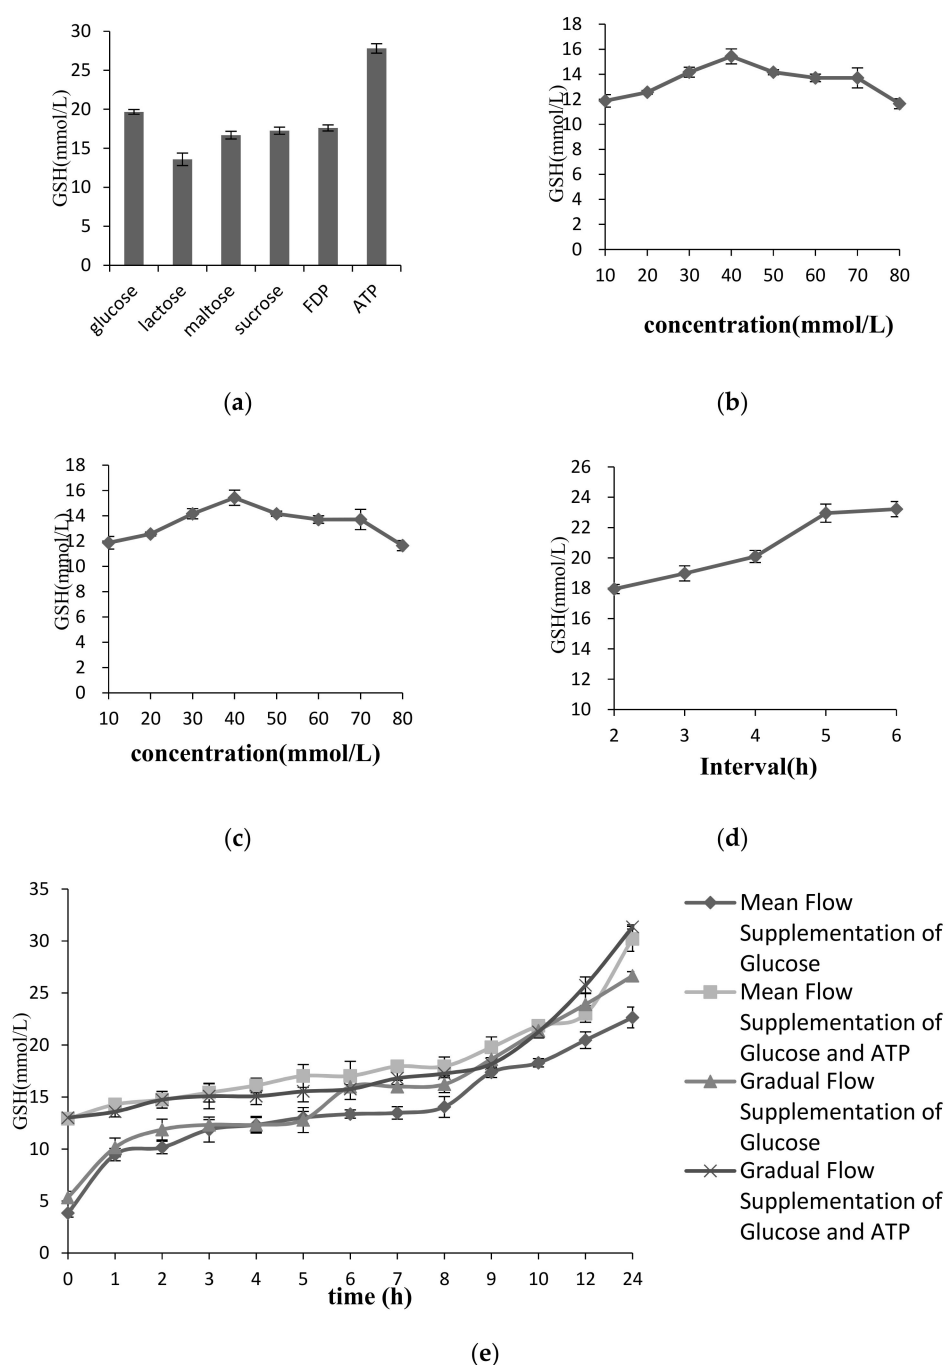 30
25
20
15
10
5
0
GSH(mmol/L)
glucose
lactose
maltose
sucrose
FDP
ATP
(a)
18
16
14
12
10
8
6
4
2
0
GSH(mmol/L)
10 20 30 40 50 60 70 80
concentration(mmol/L)
(b)
18
16
14
12
10
8
6
4
2
0
GSH(mmol/L)
10 20 30 40 50 60 70 80
concentration(mmol/L)
(c)
26
24
22
20
18
16
14
12
10
GSH(mmol/L)
2 3 4 5 6
Interval(h)
(d)
35
30
25
20
15
10
5
0
GSH(mmol/L)
0 1 2 3 4 5 6 7 8 9 10 12 24
time (h)
Mean Flow
Supplementation of
Glucose
Mean Flow
Supplementation of
Glucose and ATP
Gradual Flow
Supplementation of
Glucose
Gradual Flow
Supplementation of
Glucose and ATP
(e)